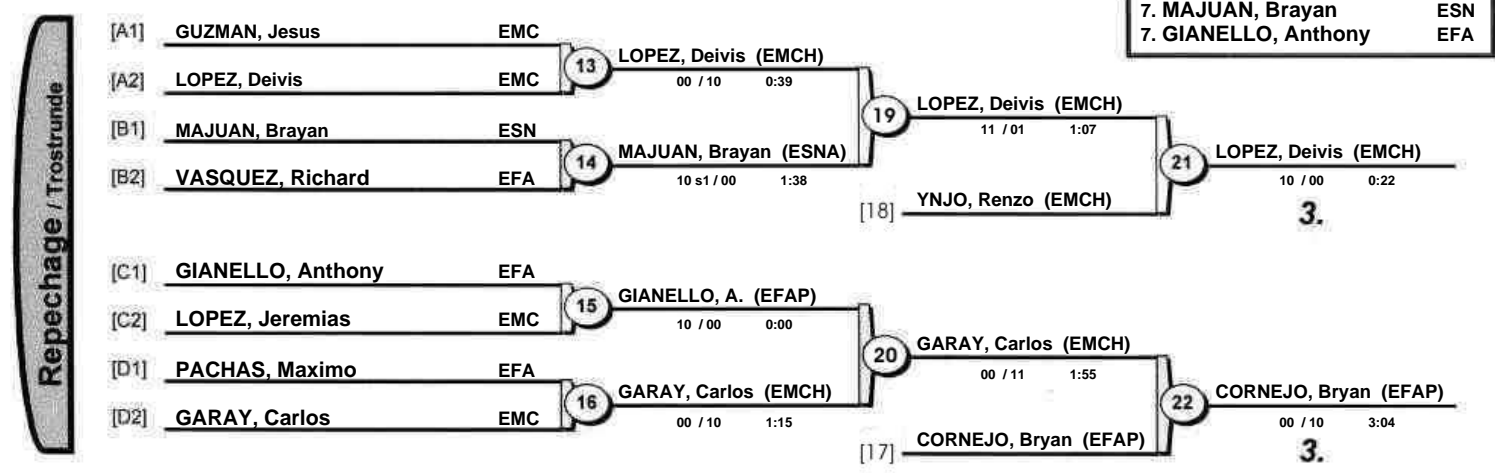 7. MAJUAN, Brayan ESN
7. GIANELLO, Anthony EFA
Repechage / Trostrunde
[A1] GUZMAN, Jesus EMC
[A2] LOPEZ, Deivis EMC
13 LOPEZ, Deivis (EMCH)
00 / 10 0:39
[B1] MAJUAN, Brayan ESN
[B2] VASQUEZ, Richard EFA
14 MAJUAN, Brayan (ESNA)
10 s1 / 00 1:38
19 LOPEZ, Deivis (EMCH)
11 / 01 1:07
[18] YNJO, Renzo (EMCH)
21 LOPEZ, Deivis (EMCH)
10 / 00 0:22
3.
[C1] GIANELLO, Anthony EFA
[C2] LOPEZ, Jeremias EMC
15 GIANELLO, A. (EFAP)
10 / 00 0:00
[D1] PACHAS, Maximo EFA
[D2] GARAY, Carlos EMC
16 GARAY, Carlos (EMCH)
00 / 10 1:15
20 GARAY, Carlos (EMCH)
00 / 11 1:55
[17] CORNEJO, Bryan (EFAP)
22 CORNEJO, Bryan (EFAP)
00 / 10 3:04
3.